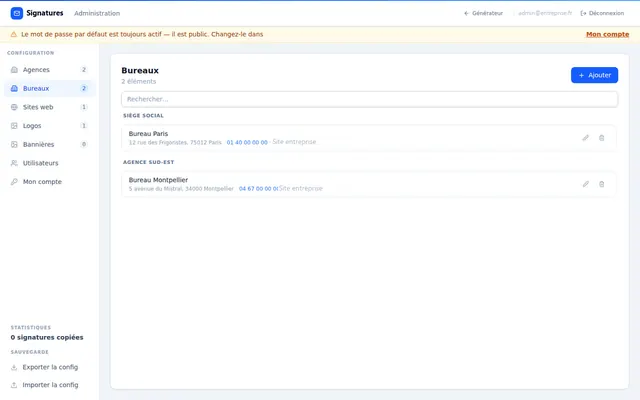 Signatures
Administration
Générateur
admin@entreprise.fr
Déconnexion
Le mot de passe par défaut est toujours actif — il est public. Changez-le dans
Mon compte
CONFIGURATION
Agences 2
Bureaux 2
Sites web 1
Logos 1
Bannières 0
Utilisateurs
Mon compte
STATISTIQUES
0 signatures copiées
SAUVEGARDE
Exporter la config
Importer la config
Bureaux
2 éléments
+ Ajouter
Rechercher...
SIÈGE SOCIAL
Bureau Paris
12 rue des Frigoristes, 75012 Paris · 01 40 00 00 00 · Site entreprise
AGENCE SUD-EST
Bureau Montpellier
5 avenue du Mistral, 34000 Montpellier · 04 67 00 00 0 Site entreprise